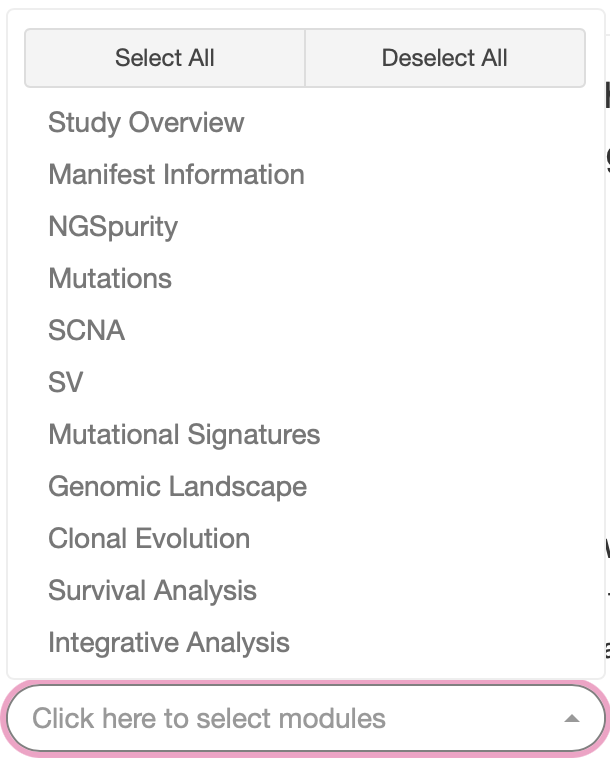 Select All
Deselect All
Study Overview
Manifest Information
NGSpurity
Mutations
SCNA
SV
Mutational Signatures
Genomic Landscape
Clonal Evolution
Survival Analysis
Integrative Analysis
Click here to select modules